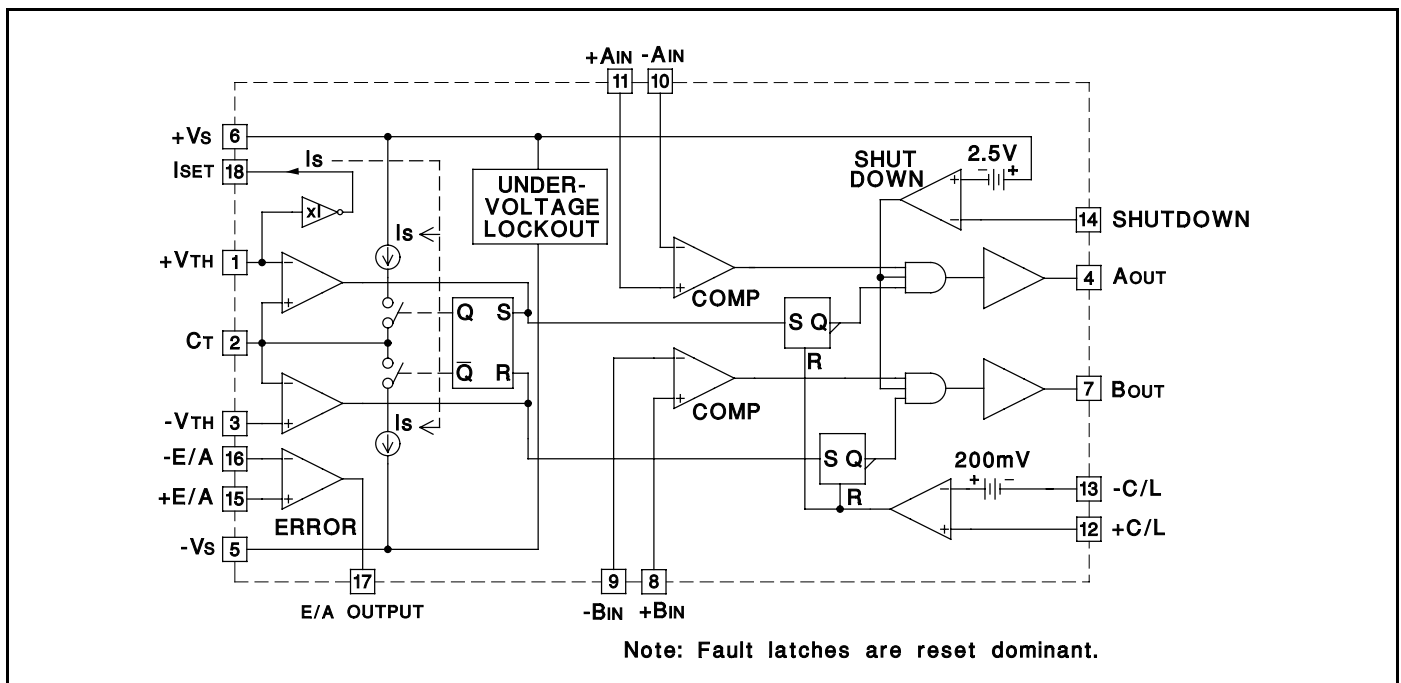 +AIN -AIN
11 10
+VS 6
ISET 18
IS
xI
+VTH 1
CT 2
-VTH 3
-E/A 16
+E/A 15
-VS 5
ERROR
17
E/A OUTPUT
IS
IS
UNDER-
VOLTAGE
LOCKOUT
Q S
Q̅ R
COMP
COMP
9 8
-BIN +BIN
S Q
R
S Q
R
SHUT
DOWN
2.5V
- +
14 SHUTDOWN
4 AOUT
7 BOUT
200mV
+ -
13 -C/L
12 +C/L
- +
- +
- +
- +
- +
+ -
- +
Note: Fault latches are reset dominant.